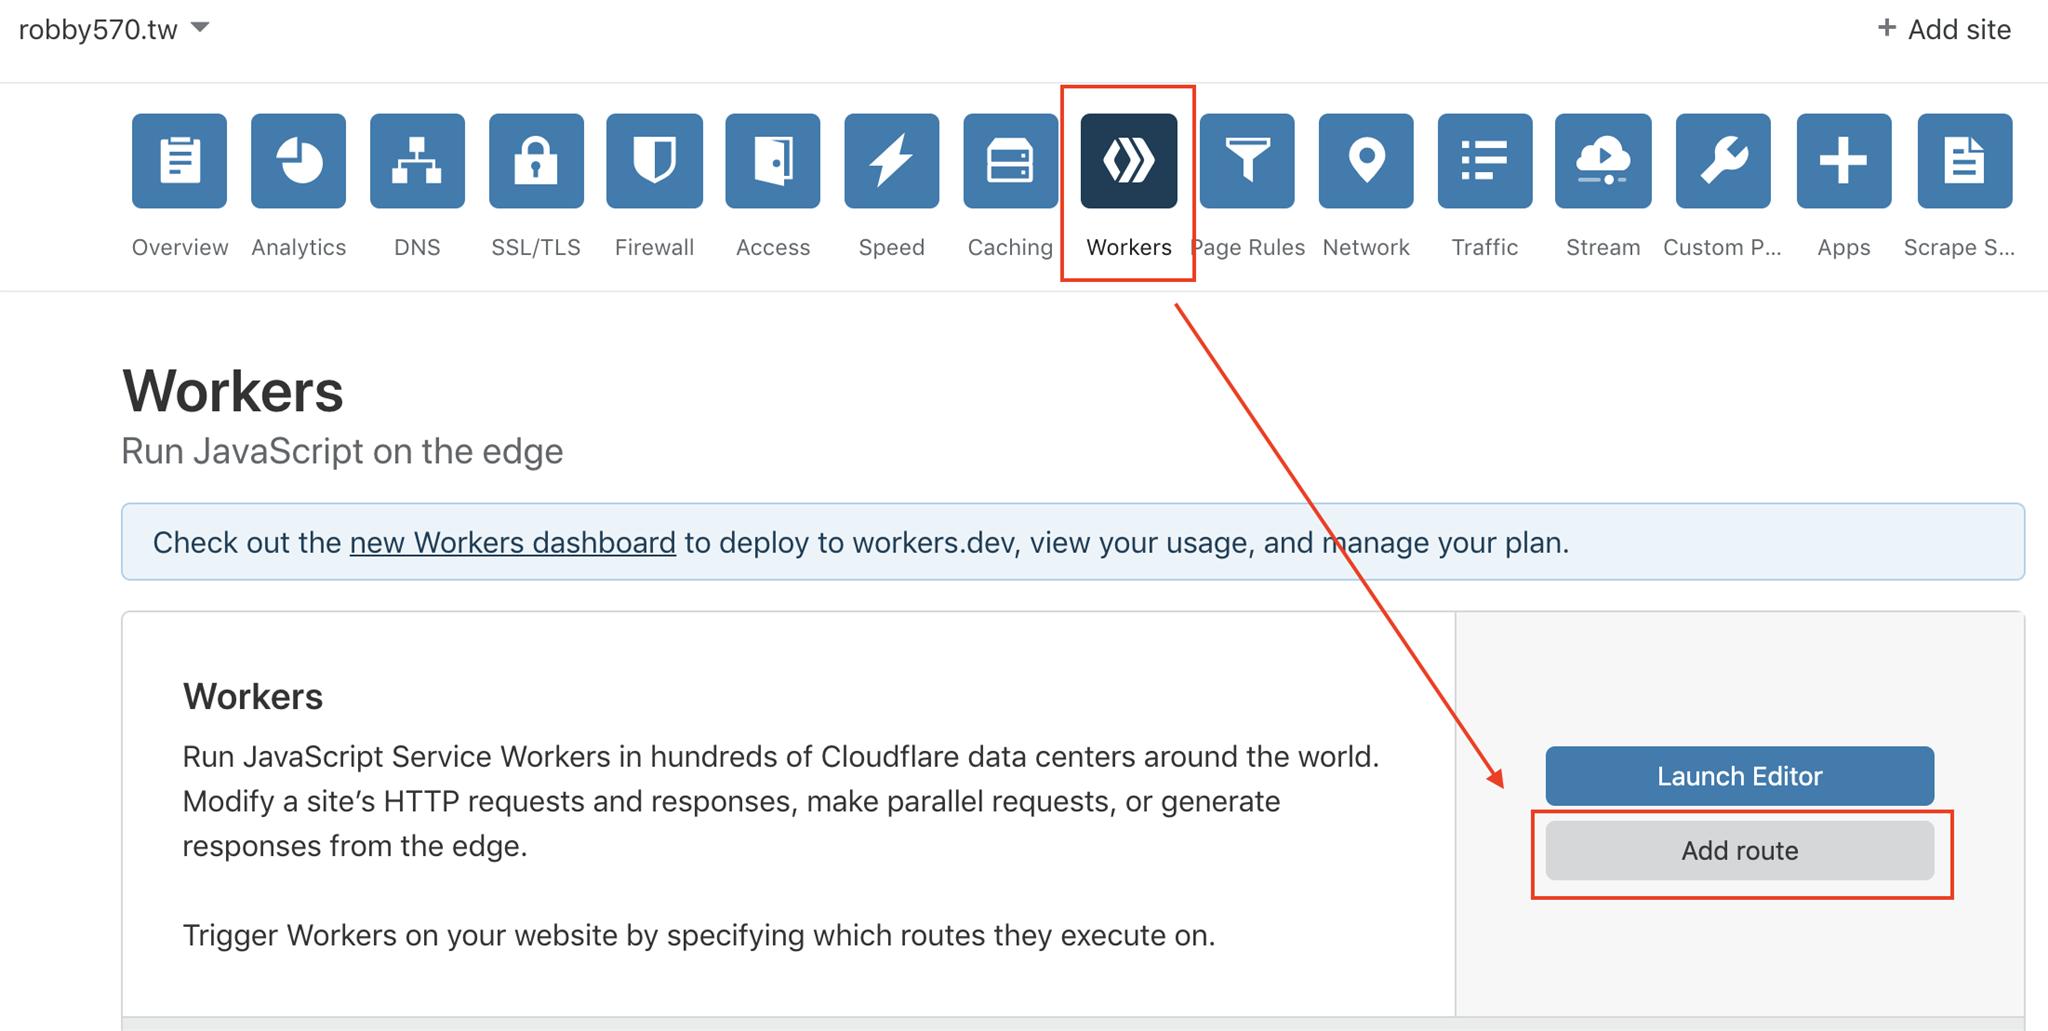 robby570.tw
+ Add site
Overview Analytics DNS SSL/TLS Firewall Access Speed Caching Workers Page Rules Network Traffic Stream Custom P... Apps Scrape S...
Workers
Run JavaScript on the edge
Check out the new Workers dashboard to deploy to workers.dev, view your usage, and manage your plan.
Workers
Run JavaScript Service Workers in hundreds of Cloudflare data centers around the world.
Modify a site’s HTTP requests and responses, make parallel requests, or generate
responses from the edge.
Trigger Workers on your website by specifying which routes they execute on.
Launch Editor
Add route